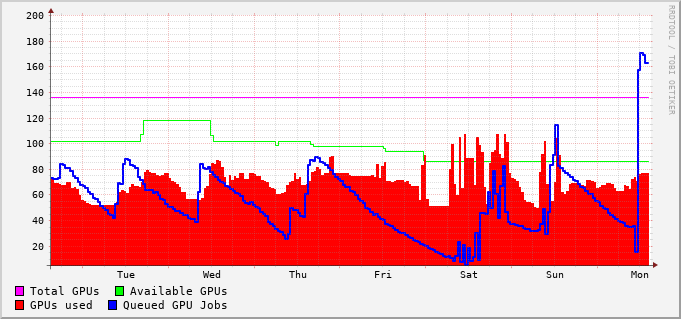 200
180
160
140
120
100
80
60
40
20
Tue Wed Thu Fri Sat Sun Mon
Total GPUs Available GPUs
GPUs used Queued GPU Jobs
RRDTOOL / TOBI OETIKER